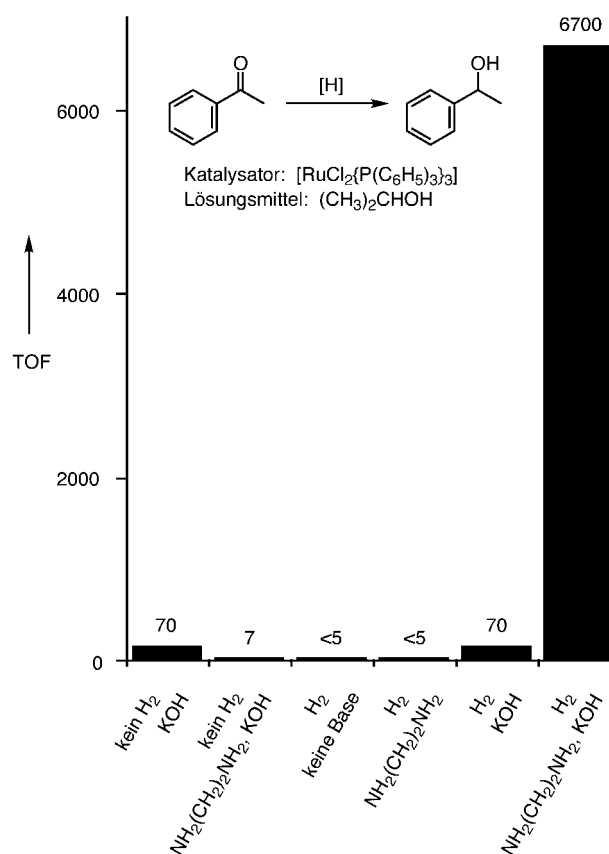 6700
6000
O
[H]
OH
Katalysator: [RuCl2{P(C6H5)3}3]
Lösungsmittel: (CH3)2CHOH
4000
TOF
2000
70
7
<5
<5
70
0
kein H2
KOH
kein H2
NH2(CH2)2NH2, KOH
H2
keine Base
H2
NH2(CH2)2NH2
H2
KOH
H2
NH2(CH2)2NH2, KOH